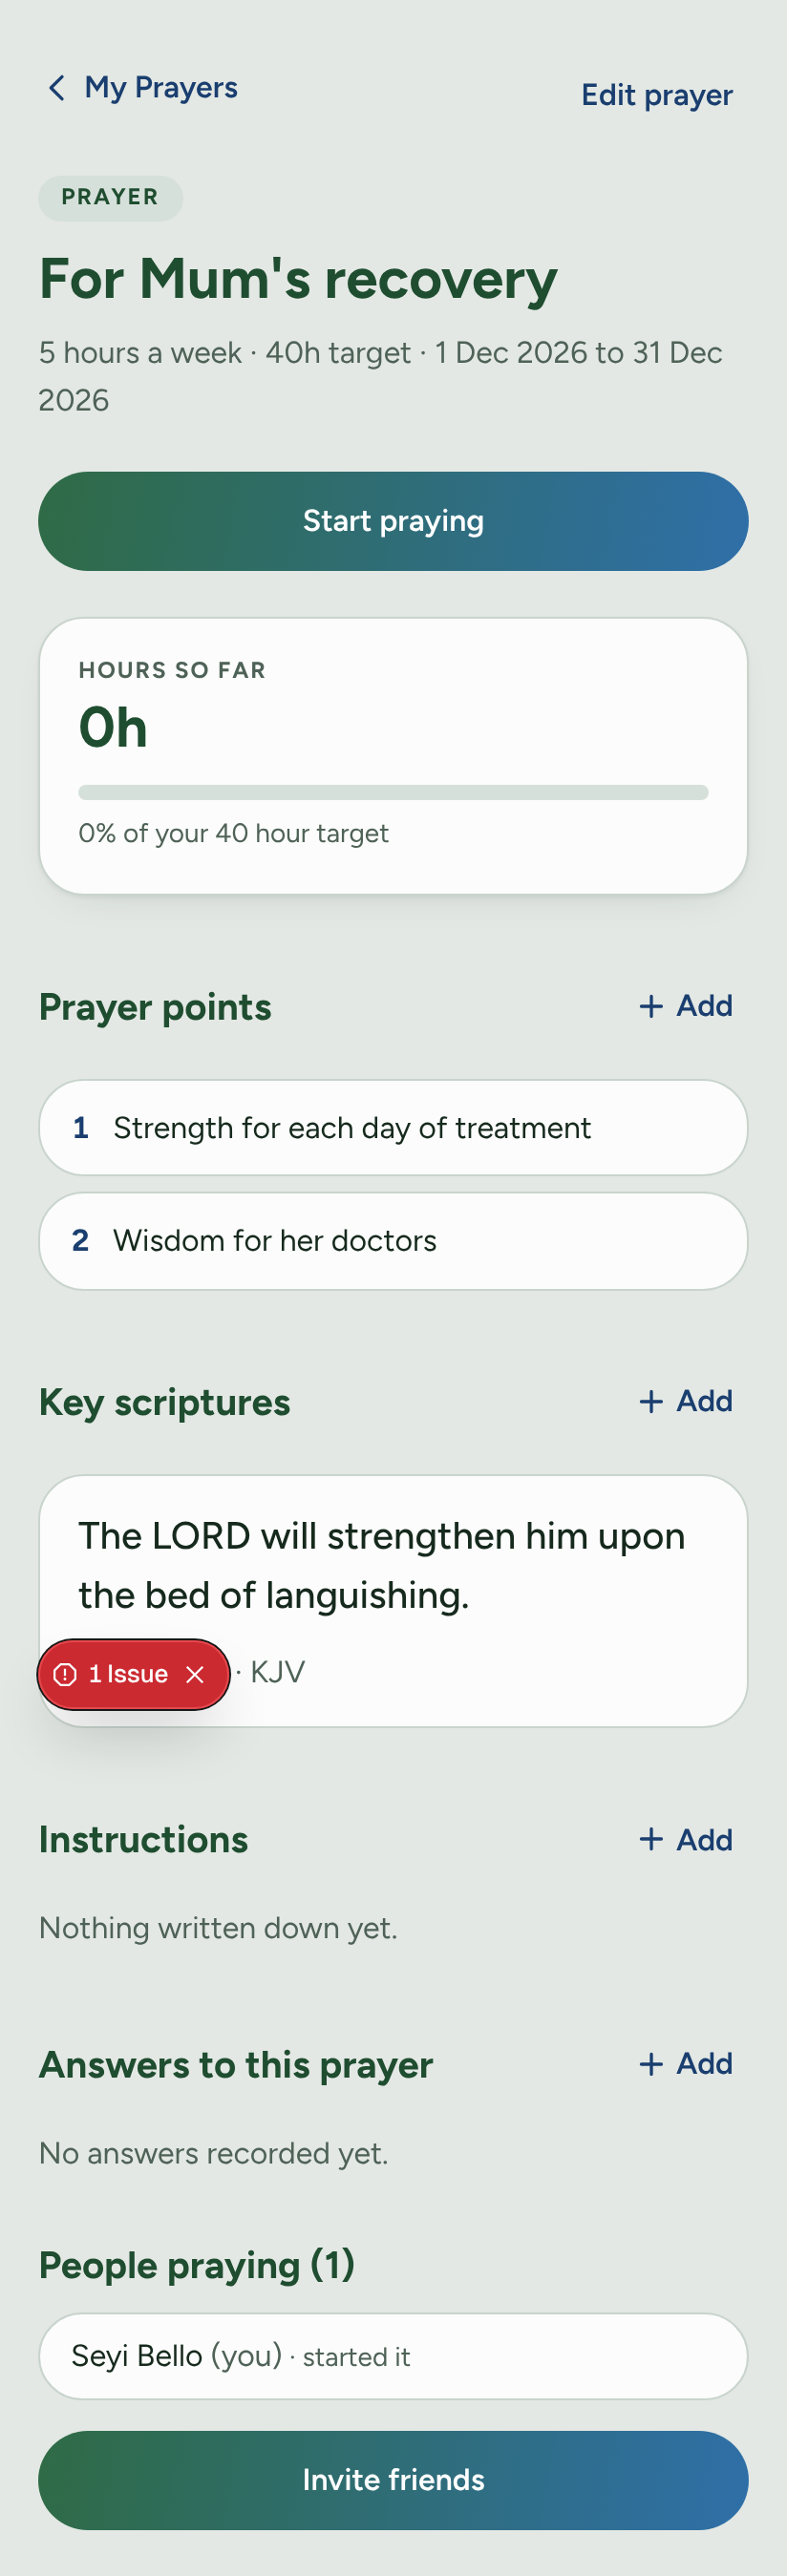 My Prayers
Edit prayer
PRAYER
For Mum's recovery
5 hours a week · 40h target · 1 Dec 2026 to 31 Dec
2026
Start praying
HOURS SO FAR
0h
0% of your 40 hour target
Prayer points
+ Add
1 Strength for each day of treatment
2 Wisdom for her doctors
Key scriptures
+ Add
The LORD will strengthen him upon
the bed of languishing.
1 Issue
· KJV
Instructions
+ Add
Nothing written down yet.
Answers to this prayer
+ Add
No answers recorded yet.
People praying (1)
Seyi Bello (you) · started it
Invite friends